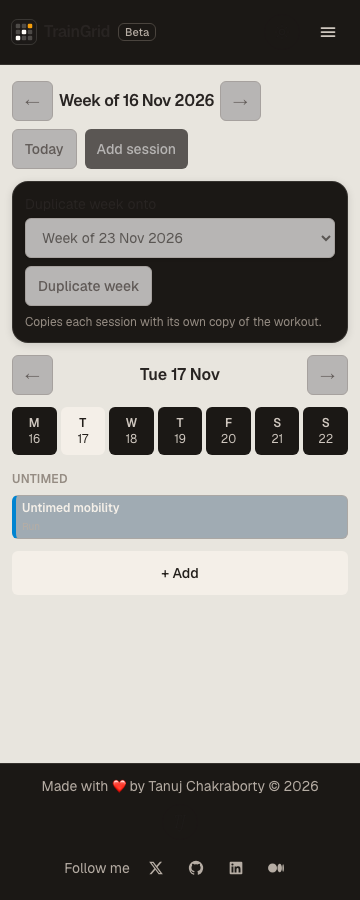 TrainGrid Beta
← Week of 16 Nov 2026 →
Today Add session
Duplicate week onto
Week of 23 Nov 2026
Duplicate week
Copies each session with its own copy of the workout.
← Tue 17 Nov →
M T W T F S S
16 17 18 19 20 21 22
UNTIMED
Untimed mobility
+ Add
Made with ❤️ by Tanuj Chakraborty © 2026
Follow me